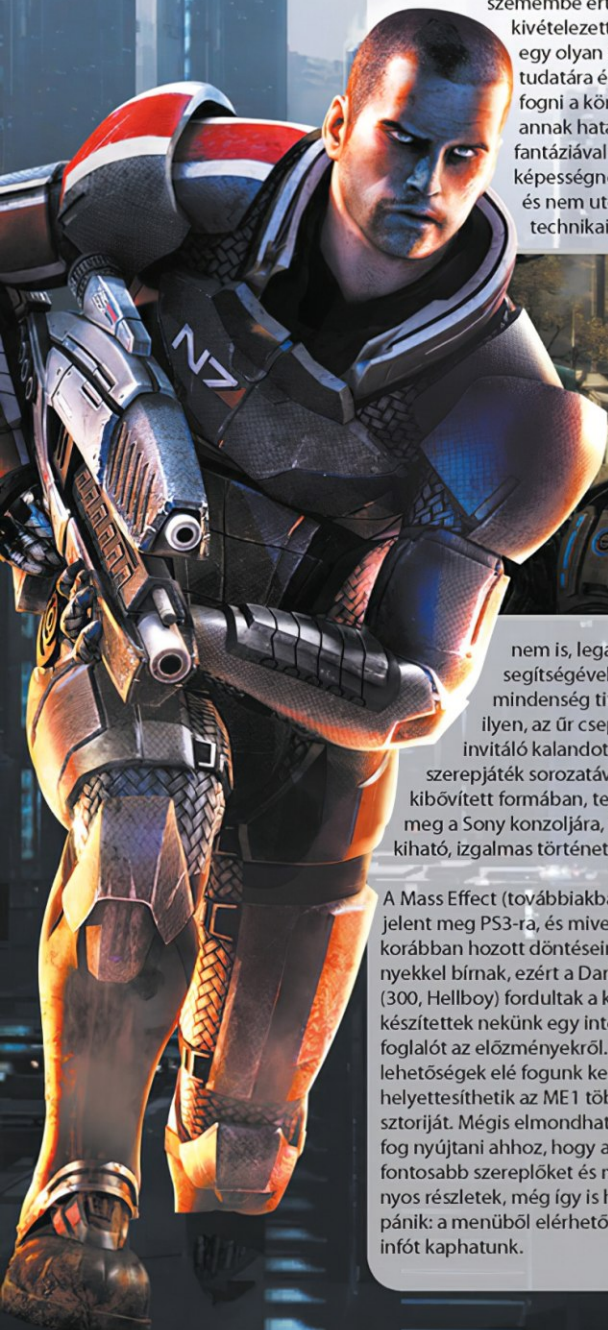 szemembe ért
kivételezett
egy olyan
tudatára é
fogni a kör
annak hata
fantáziával
képességne
és nem ut
technikai
N7
nem is, lega
segítségével
mindenség ti
ilyen, az űr csep
invitáló kalandot
szerepjáték sorozatáv
kibővített formában, te
meg a Sony konzoljára,
kiható, izgalmas történet
A Mass Effect (továbbiakba
jelent meg PS3-ra, és mive
korábban hozott döntésein
nyekkel bírnak, ezért a Dar
(300, Hellboy) fordultak a k
készítettek nekünk egy inte
foglalót az előzményekről.
lehetőségek elé fogunk ke
helyettesíthetik az ME1 töb
sztoriját. Mégis elmondhat
fog nyújtani ahhoz, hogy a
fontosabb szereplőket és m
nyos részletek, még így is h
pánik: a menüből elérhető
infót kaphatunk.